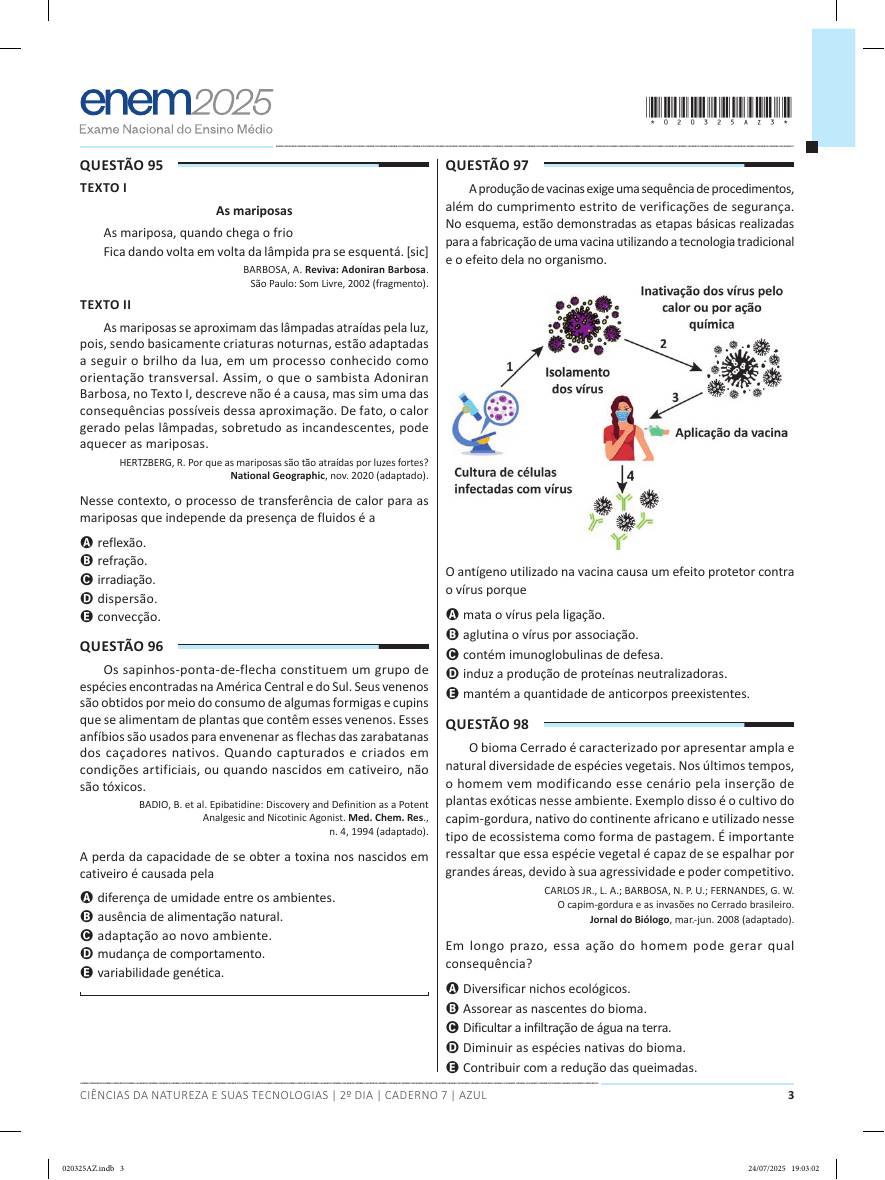 enem2025
Exame Nacional do Ensino Médio
*020325AZ3*
QUESTÃO 95
TEXTO I
As mariposas
As mariposa, quando chega o frio
Fica dando volta em volta da lâmpida pra se esquentá. [sic]
BARBOSA, A. Reviva: Adoniran Barbosa.
São Paulo: Som Livre, 2002 (fragmento).
TEXTO II
As mariposas se aproximam das lâmpadas atraídas pela luz,
pois, sendo basicamente criaturas noturnas, estão adaptadas
a seguir o brilho da lua, em um processo conhecido como
orientação transversal. Assim, o que o sambista Adoniran
Barbosa, no Texto I, descreve não é a causa, mas sim uma das
consequências possíveis dessa aproximação. De fato, o calor
gerado pelas lâmpadas, sobretudo as incandescentes, pode
aquecer as mariposas.
HERTZBERG, R. Por que as mariposas são tão atraídas por luzes fortes?
National Geographic, nov. 2020 (adaptado).
Nesse contexto, o processo de transferência de calor para as
mariposas que independe da presença de fluidos é a
A reflexão.
B refração.
C irradiação.
D dispersão.
E convecção.
QUESTÃO 96
Os sapinhos-ponta-de-flecha constituem um grupo de
espécies encontradas na América Central e do Sul. Seus venenos
são obtidos por meio do consumo de algumas formigas e cupins
que se alimentam de plantas que contêm esses venenos. Esses
anfíbios são usados para envenenar as flechas das zarabatanas
dos caçadores nativos. Quando capturados e criados em
condições artificiais, ou quando nascidos em cativeiro, não
são tóxicos.
BADIO, B. et al. Epibatidine: Discovery and Definition as a Potent
Analgesic and Nicotinic Agonist. Med. Chem. Res.,
n. 4, 1994 (adaptado).
A perda da capacidade de se obter a toxina nos nascidos em
cativeiro é causada pela
A diferença de umidade entre os ambientes.
B ausência de alimentação natural.
C adaptação ao novo ambiente.
D mudança de comportamento.
E variabilidade genética.
QUESTÃO 97
A produção de vacinas exige uma sequência de procedimentos,
além do cumprimento estrito de verificações de segurança.
No esquema, estão demonstradas as etapas básicas realizadas
para a fabricação de uma vacina utilizando a tecnologia tradicional
e o efeito dela no organismo.
Inativação dos vírus pelo
calor ou por ação
química
2
1
Isolamento
dos vírus
3
Aplicação da vacina
Cultura de células
infectadas com vírus
4
O antígeno utilizado na vacina causa um efeito protetor contra
o vírus porque
A mata o vírus pela ligação.
B aglutina o vírus por associação.
C contém imunoglobulinas de defesa.
D induz a produção de proteínas neutralizadoras.
E mantém a quantidade de anticorpos preexistentes.
QUESTÃO 98
O bioma Cerrado é caracterizado por apresentar ampla e
natural diversidade de espécies vegetais. Nos últimos tempos,
o homem vem modificando esse cenário pela inserção de
plantas exóticas nesse ambiente. Exemplo disso é o cultivo do
capim-gordura, nativo do continente africano e utilizado nesse
tipo de ecossistema como forma de pastagem. É importante
ressaltar que essa espécie vegetal é capaz de se espalhar por
grandes áreas, devido à sua agressividade e poder competitivo.
CARLOS JR., L. A.; BARBOSA, N. P. U.; FERNANDES, G. W.
O capim-gordura e as invasões no Cerrado brasileiro.
Jornal do Biólogo, mar.-jun. 2008 (adaptado).
Em longo prazo, essa ação do homem pode gerar qual
consequência?
A Diversificar nichos ecológicos.
B Assorear as nascentes do bioma.
C Dificultar a infiltração de água na terra.
D Diminuir as espécies nativas do bioma.
E Contribuir com a redução das queimadas.
CIÊNCIAS DA NATUREZA E SUAS TECNOLOGIAS | 2º DIA | CADERNO 7 | AZUL
3
020325AZ.indb 3
24/07/2025 19:03:02